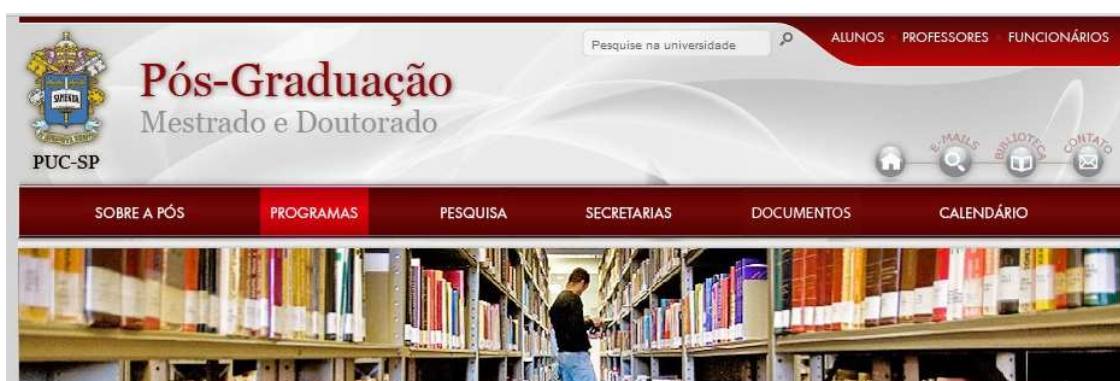 Pesquise na universidade
ALUNOS PROFESSORES FUNCIONÁRIOS
Pós-Graduação
Mestrado e Doutorado
SAPIENTIA
PUC-SP
E-MAILS BIBLIOTECA CONTATO
SOBRE A PÓS PROGRAMAS PESQUISA SECRETARIAS DOCUMENTOS CALENDÁRIO